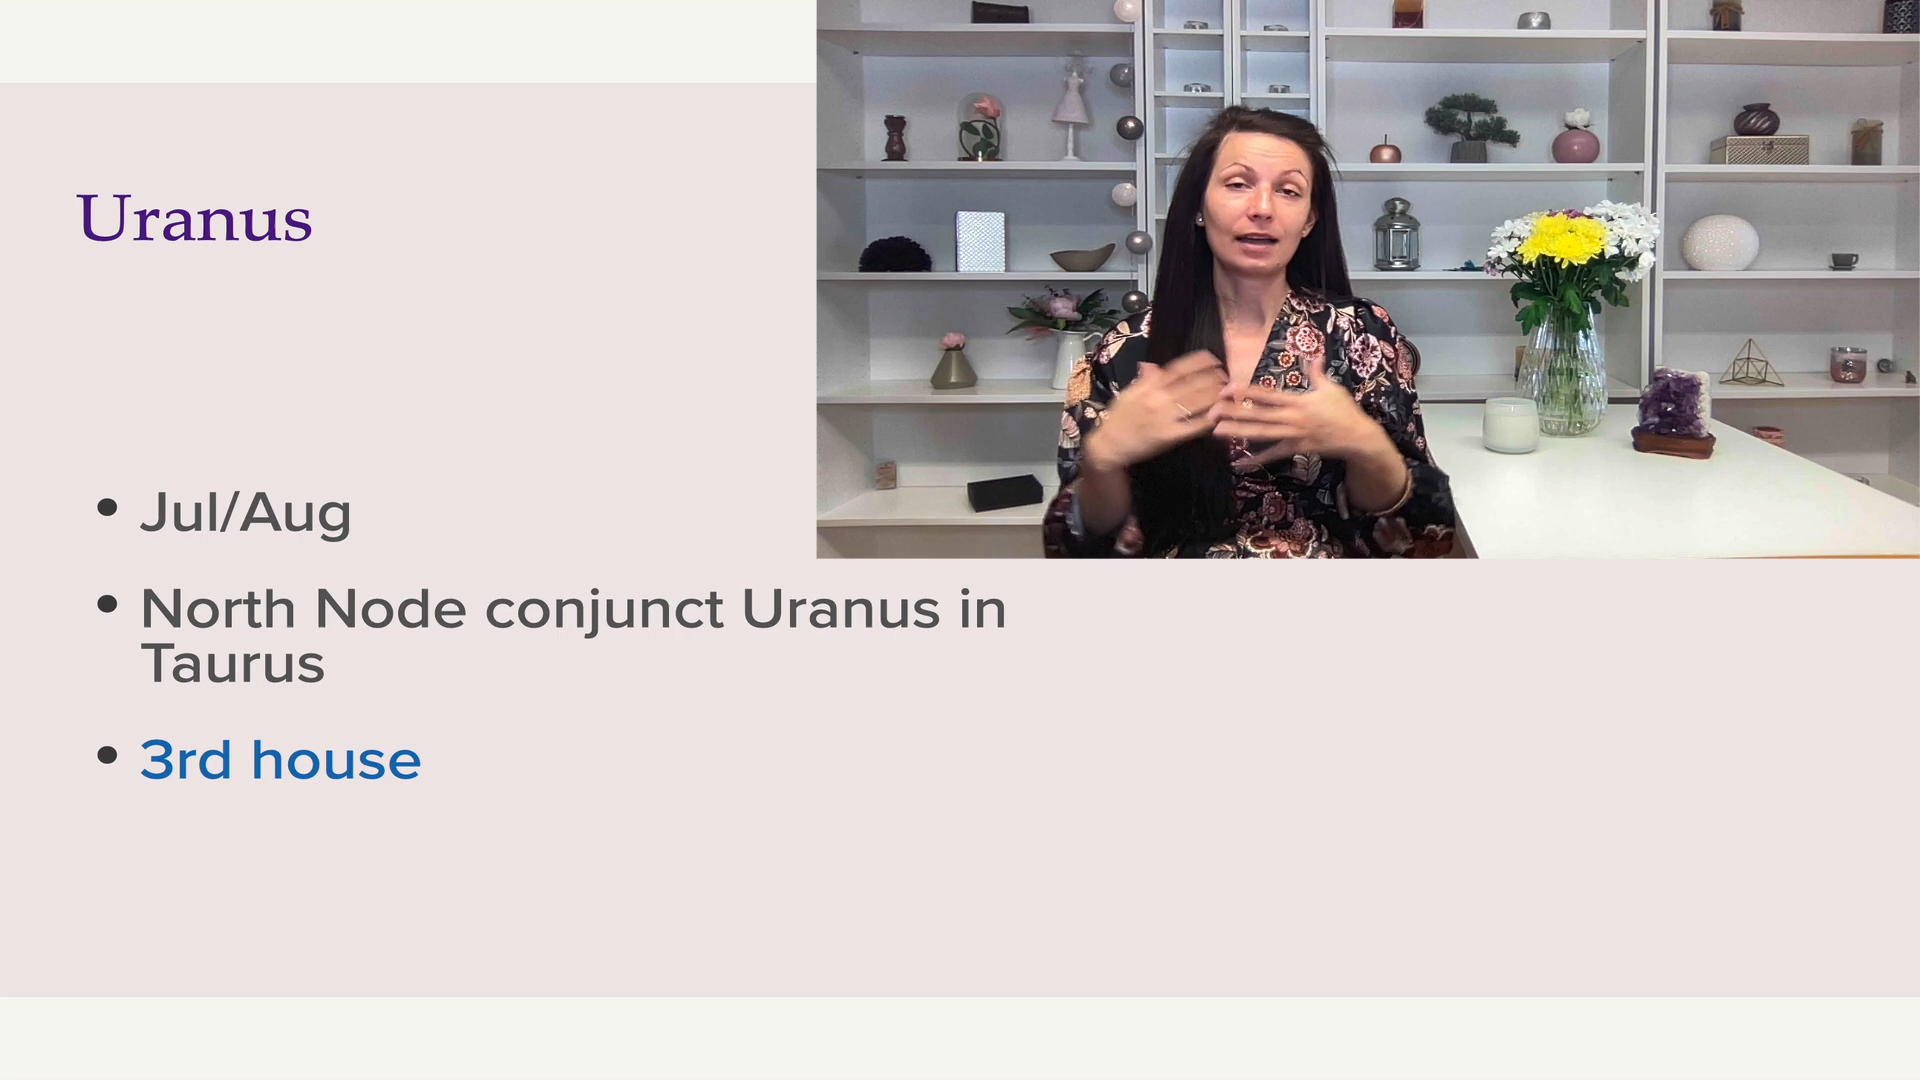 Uranus
• Jul/Aug
• North Node conjunct Uranus in
Taurus
• 3rd house